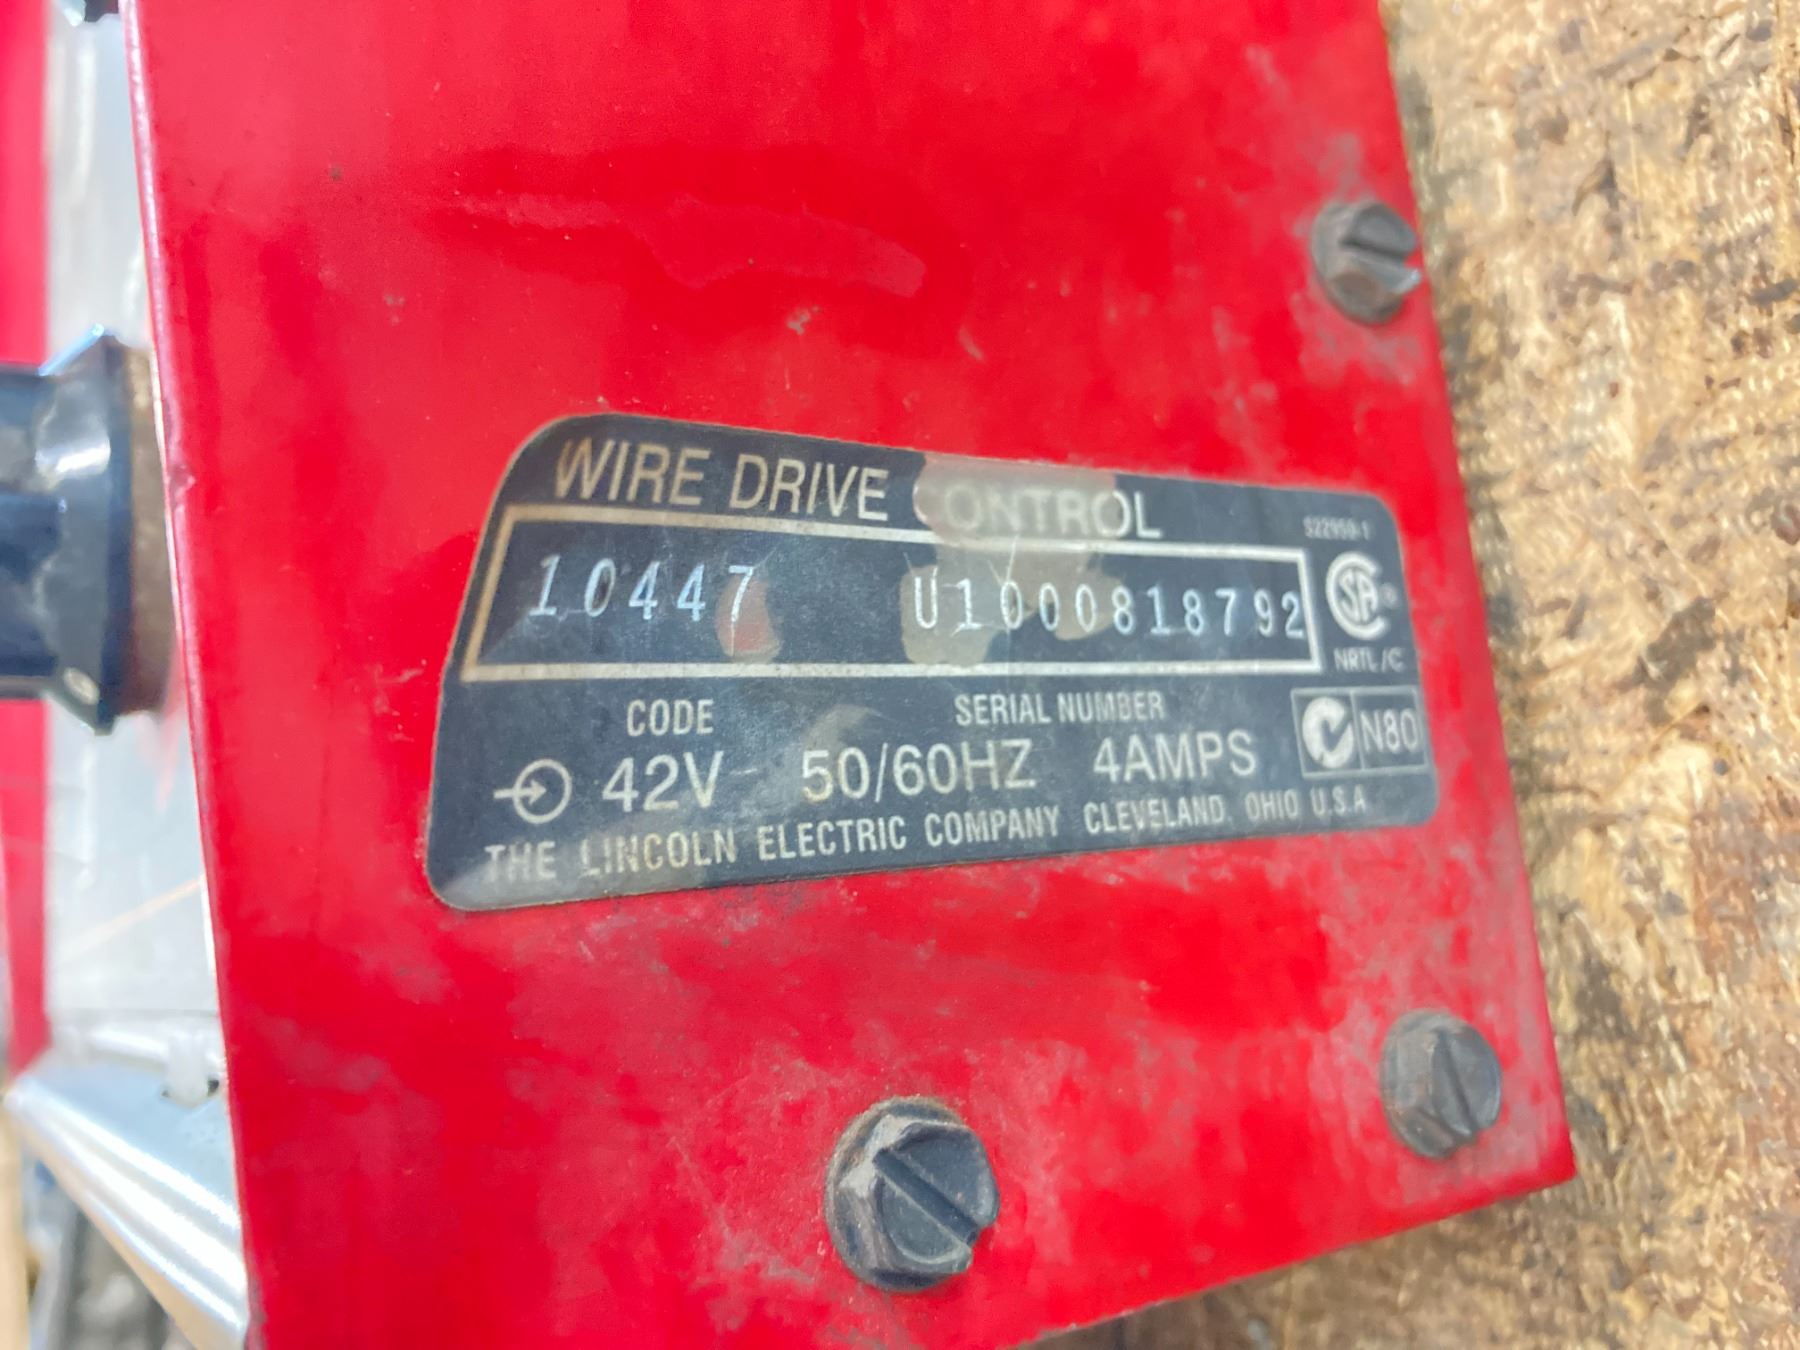 WIRE DRIVE CONTROL
S22959-1
10447 U1000818792
CODE SERIAL NUMBER
NRTL/C
42V 50/60HZ 4AMPS
N80
THE LINCOLN ELECTRIC COMPANY CLEVELAND, OHIO U.S.A